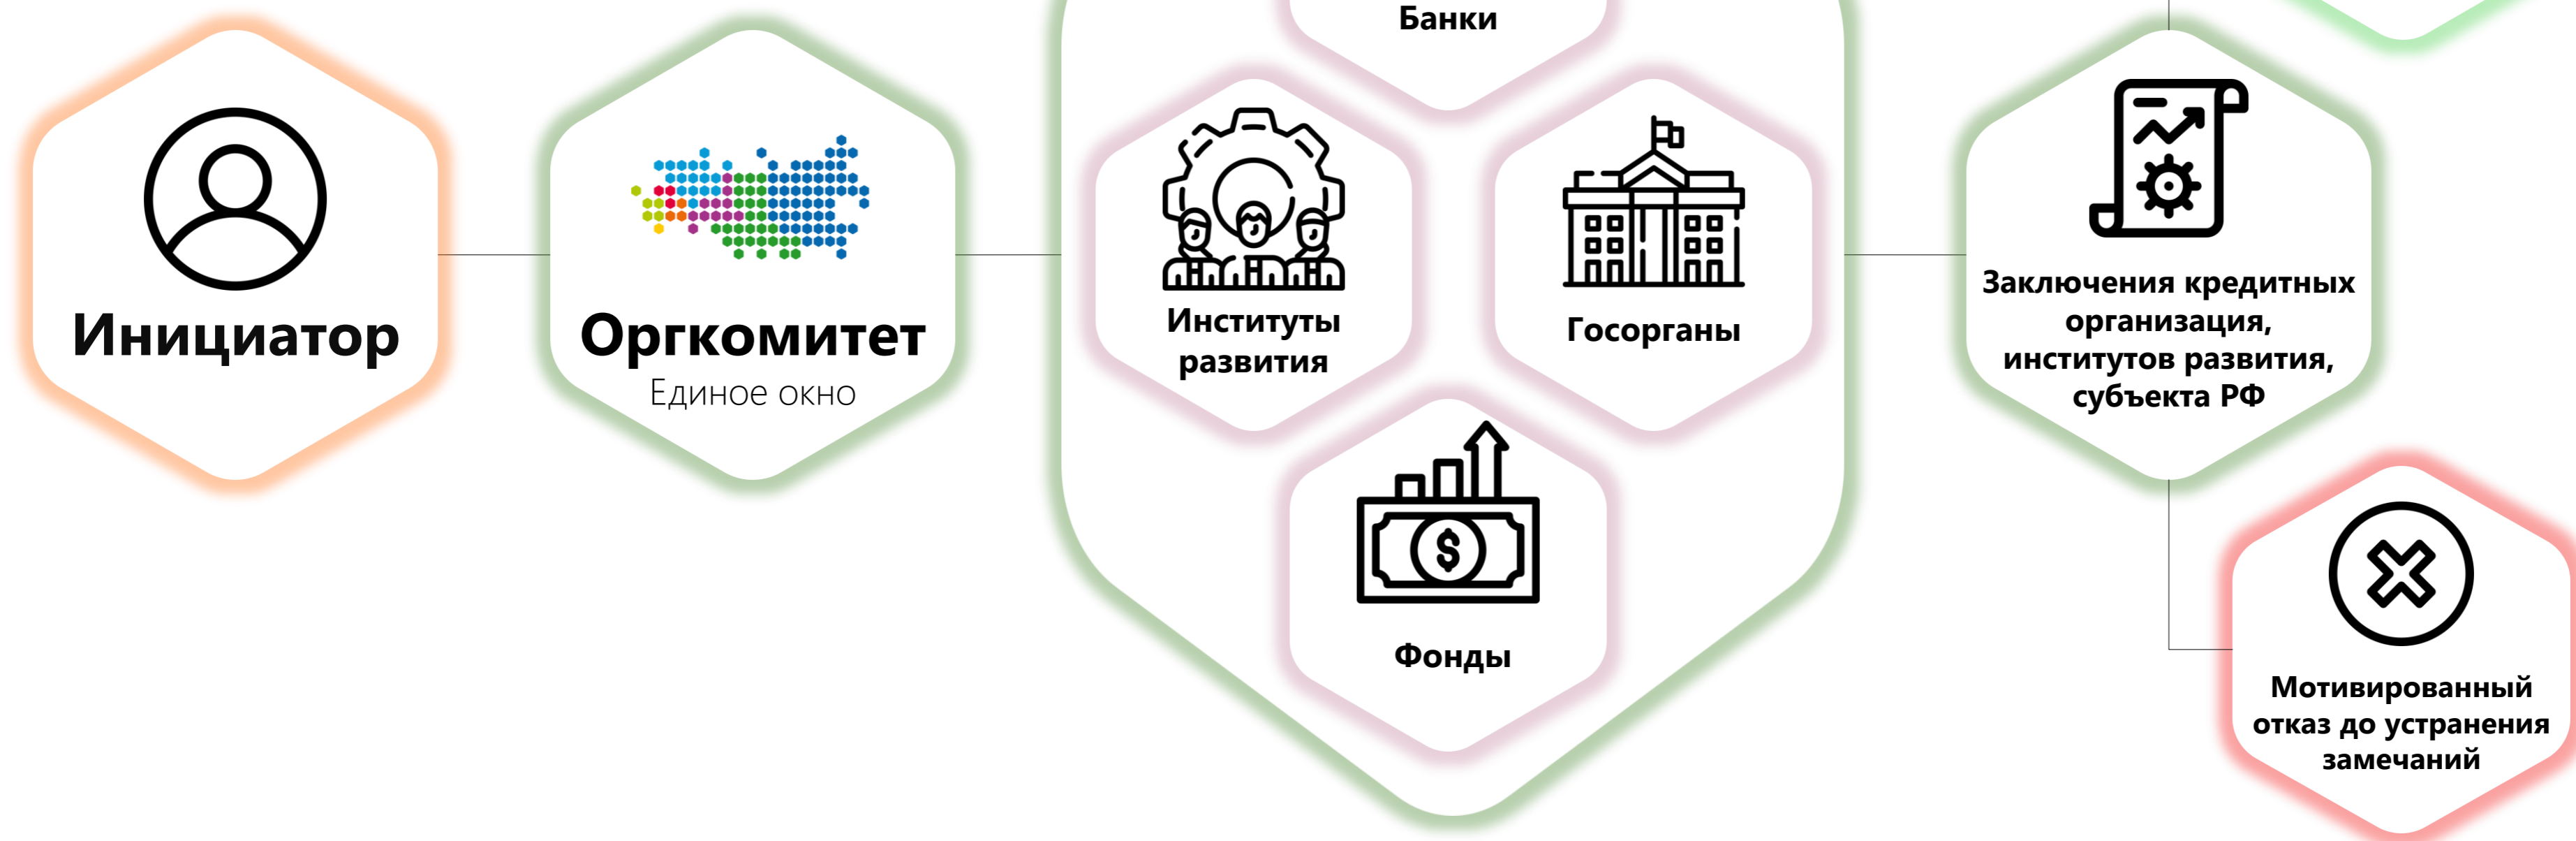 Банки
Инициатор
Оргкомитет
Единое окно
Институты
развития
Госорганы
Фонды
Заключения кредитных
организация,
институтов развития,
субъекта РФ
Мотивированный
отказ до устранения
замечаний